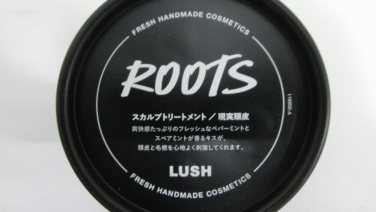 FRESH HANDMADE COSMETICS
ROOTS
スカルプトリートメント／現実頭皮
爽快感たっぷりのフレッシュなペパーミントと
スペアミントが香るキスが、
頭皮と毛根を心地よく刺激してくれます。
LUSH
FRESH HANDMADE COSMETICS